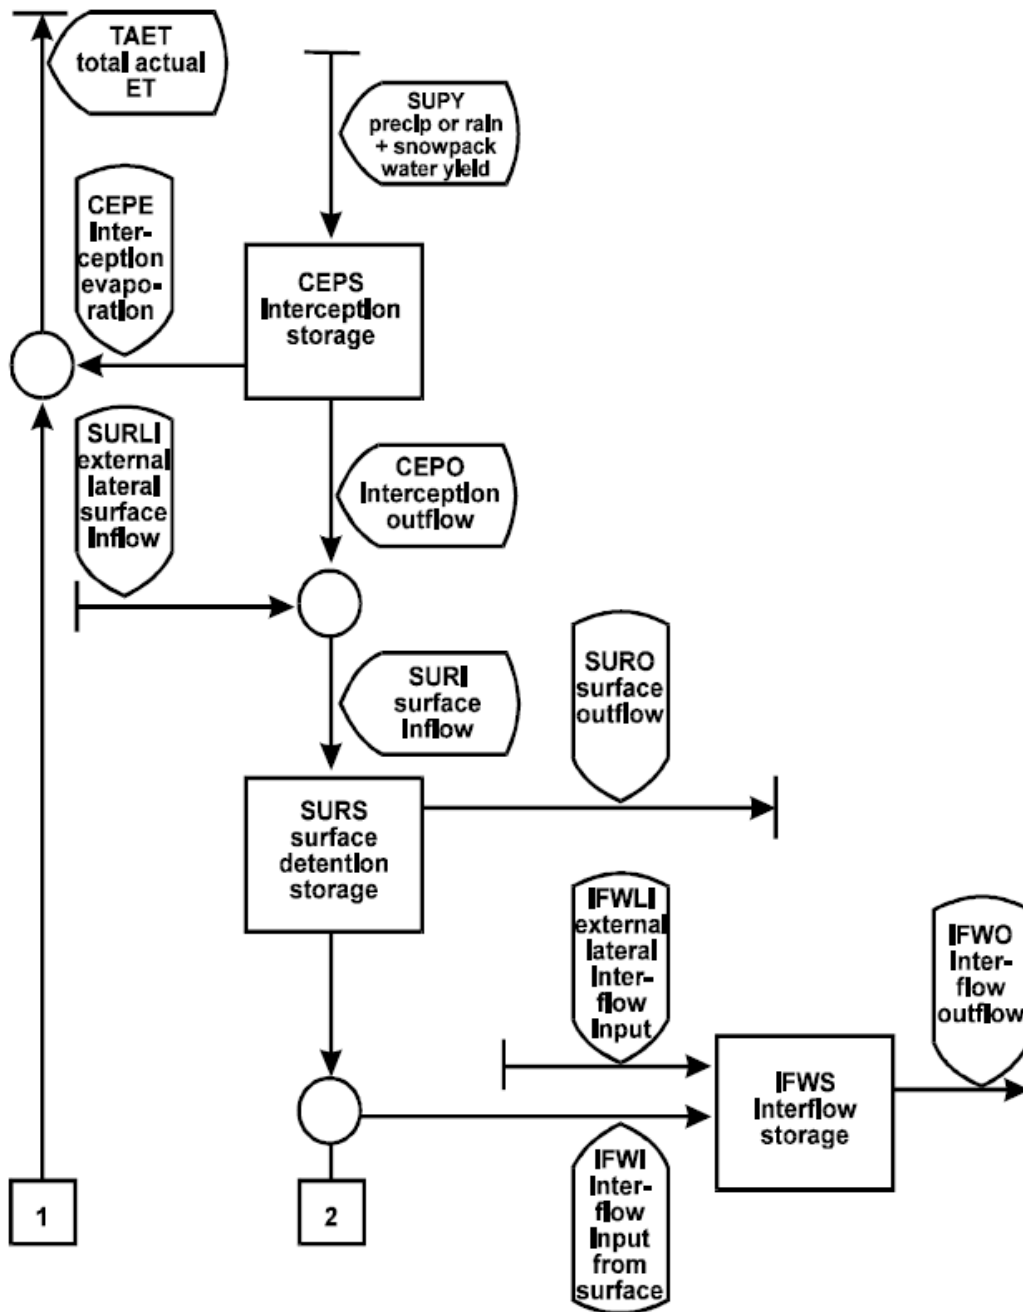 TAET
total actual
ET
SUPY
precip or rain
+ snowpack
water yield
CEPE
Inter-
ception
evapo-
ration
CEPS
Interception
storage
SURLI
external
lateral
surface
Inflow
CEPO
Interception
outflow
SURI
surface
Inflow
SURO
surface
outflow
SURS
surface
detention
storage
IFWLI
external
lateral
Inter-
flow
Input
IFWO
Inter-
flow
outflow
IFWS
Interflow
storage
IFWI
Inter-
flow
Input
from
surface
1
2